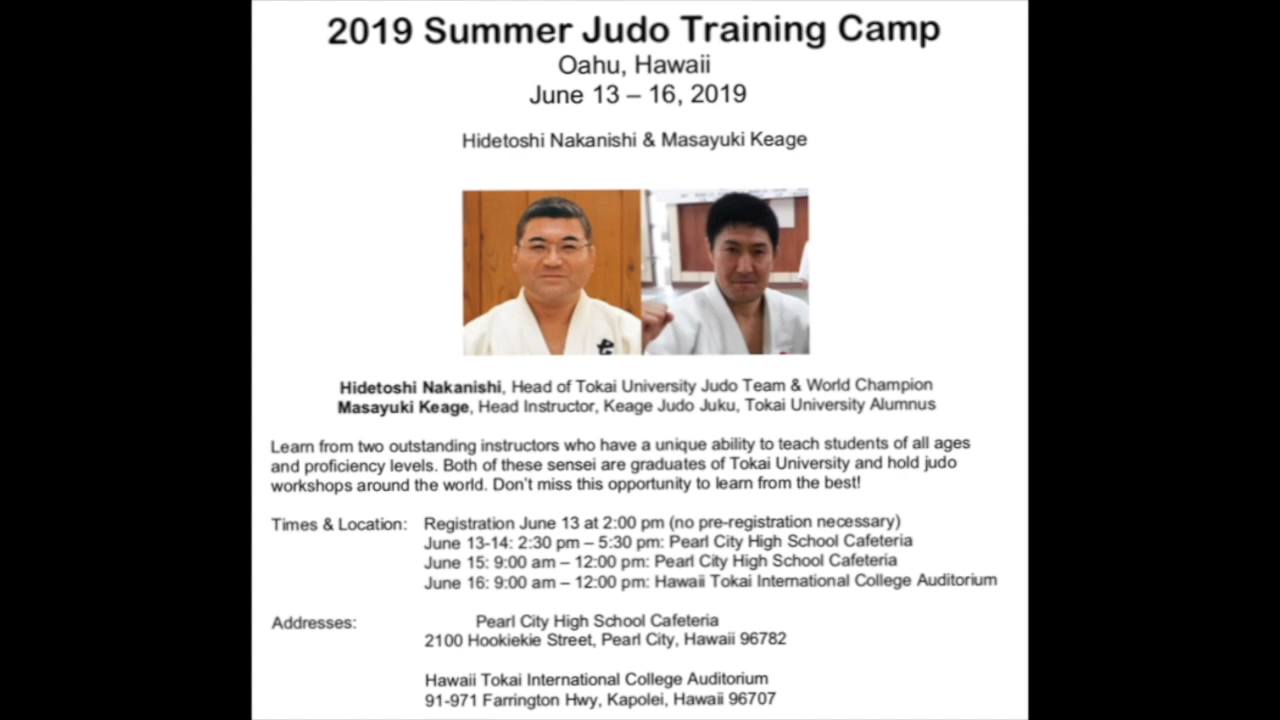 2019 Summer Judo Training Camp
Oahu, Hawaii
June 13 – 16, 2019
Hidetoshi Nakanishi & Masayuki Keage
Hidetoshi Nakanishi, Head of Tokai University Judo Team & World Champion
Masayuki Keage, Head Instructor, Keage Judo Juku, Tokai University Alumnus
Learn from two outstanding instructors who have a unique ability to teach students of all ages
and proficiency levels. Both of these sensei are graduates of Tokai University and hold judo
workshops around the world. Don't miss this opportunity to learn from the best!
Times & Location: Registration June 13 at 2:00 pm (no pre-registration necessary)
June 13-14: 2:30 pm – 5:30 pm: Pearl City High School Cafeteria
June 15: 9:00 am – 12:00 pm: Pearl City High School Cafeteria
June 16: 9:00 am – 12:00 pm: Hawaii Tokai International College Auditorium
Addresses: Pearl City High School Cafeteria
2100 Hookiekie Street, Pearl City, Hawaii 96782
Hawaii Tokai International College Auditorium
91-971 Farrington Hwy, Kapolei, Hawaii 96707